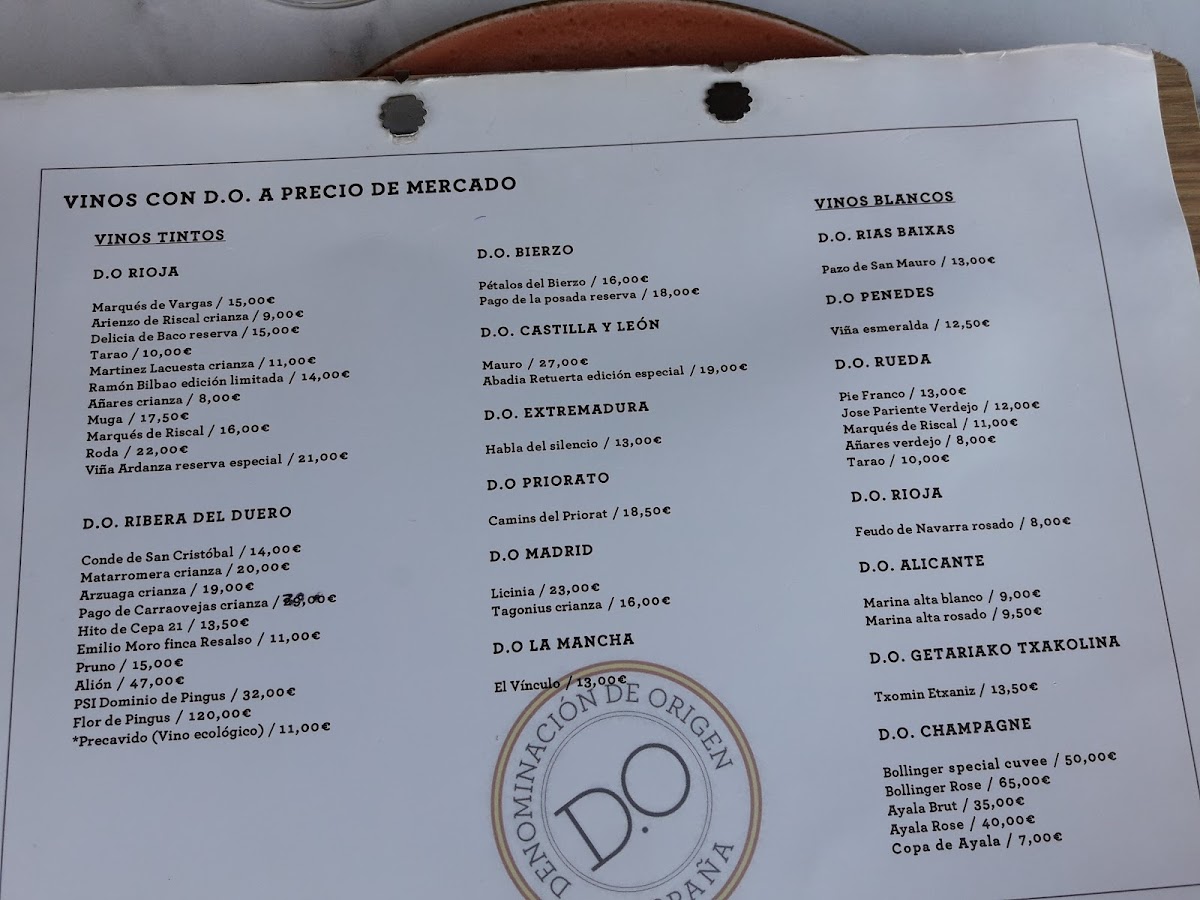 VINOS CON D.O. A PRECIO DE MERCADO
VINOS TINTOS
D.O RIOJA
Marqués de Vargas / 15,00€
Arienzo de Riscal crianza / 9,00€
Delicia de Baco reserva / 15,00€
Tarao / 10,00€
Martinez Lacuesta crianza / 11,00€
Ramón Bilbao edición limitada / 14,00€
Añares crianza / 8,00€
Muga / 17,50€
Marqués de Riscal / 16,00€
Roda / 22,00€
Viña Ardanza reserva especial / 21,00€
D.O. RIBERA DEL DUERO
Conde de San Cristóbal / 14,00€
Matarromera crianza / 20,00€
Arzuaga crianza / 19,00€
Pago de Carraovejas crianza /
Hito de Cepa 21 / 13,50€
Emilio Moro finca Resalso / 11,00€
Pruno / 15,00€
Alión / 47,00€
PSI Dominio de Pingus / 32,00€
Flor de Pingus / 120,00€
*Precavido (Vino ecológico) / 11,00€
D.O. BIERZO
Pétalos del Bierzo / 16,00€
Pago de la posada reserva / 18,00€
D.O. CASTILLA Y LEÓN
Mauro / 27,00€
Abadia Retuerta edición especial / 19,00€
D.O. EXTREMADURA
Habla del silencio / 13,00€
D.O PRIORATO
Camins del Priorat / 18,50€
D.O MADRID
Licinia / 23,00€
Tagonius crianza / 16,00€
D.O LA MANCHA
El Vínculo / 13,00€
DENOMINACIÓN DE ORIGEN
D.O
VINOS BLANCOS
D.O. RIAS BAIXAS
Pazo de San Mauro / 13,00€
D.O PENEDES
Viña esmeralda / 12,50€
D.O. RUEDA
Pie Franco / 13,00€
Jose Pariente Verdejo / 12,00€
Marqués de Riscal / 11,00€
Añares verdejo / 8,00€
Tarao / 10,00€
D.O. RIOJA
Feudo de Navarra rosado / 8,00€
D.O. ALICANTE
Marina alta blanco / 9,00€
Marina alta rosado / 9,50€
D.O. GETARIAKO TXAKOLINA
Txomin Etxaniz / 13,50€
D.O. CHAMPAGNE
Bollinger special cuvee / 50,00€
Bollinger Rose / 65,00€
Ayala Brut / 35,00€
Ayala Rose / 40,00€
Copa de Ayala / 7,00€